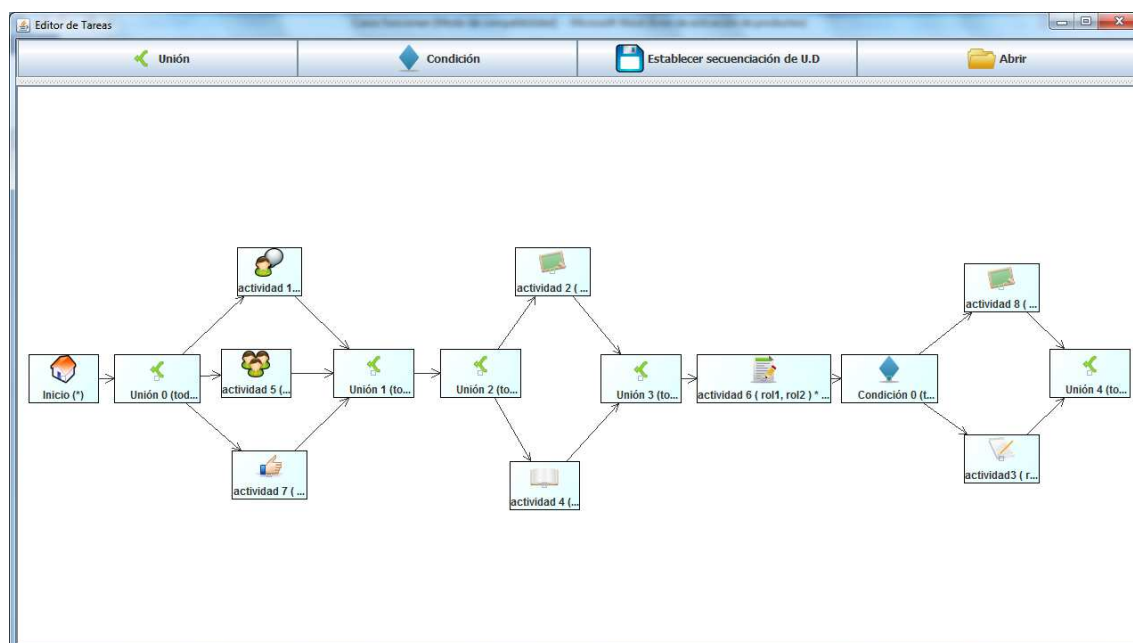 Editor de Tareas
Unión
Condición
Establecer secuenciación de U.D
Abrir
actividad 1...
actividad 2 ( ...
actividad 8 ( ...
Inicio (*)
Unión 0 (tod...
actividad 5 (...
Unión 1 (to...
Unión 2 (to...
Unión 3 (to...
actividad 6 ( rol1, rol2 ) * ...
Condición 0 (t...
Unión 4 (to...
actividad 7 ( ...
actividad 4 (...
actividad3 ( r...